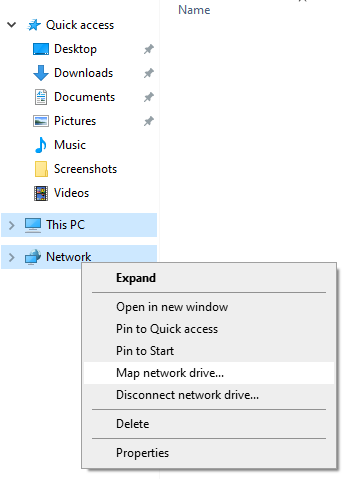 Name
Quick access
Desktop
Downloads
Documents
Pictures
Music
Screenshots
Videos
This PC
Network
Expand
Open in new window
Pin to Quick access
Pin to Start
Map network drive...
Disconnect network drive...
Delete
Properties